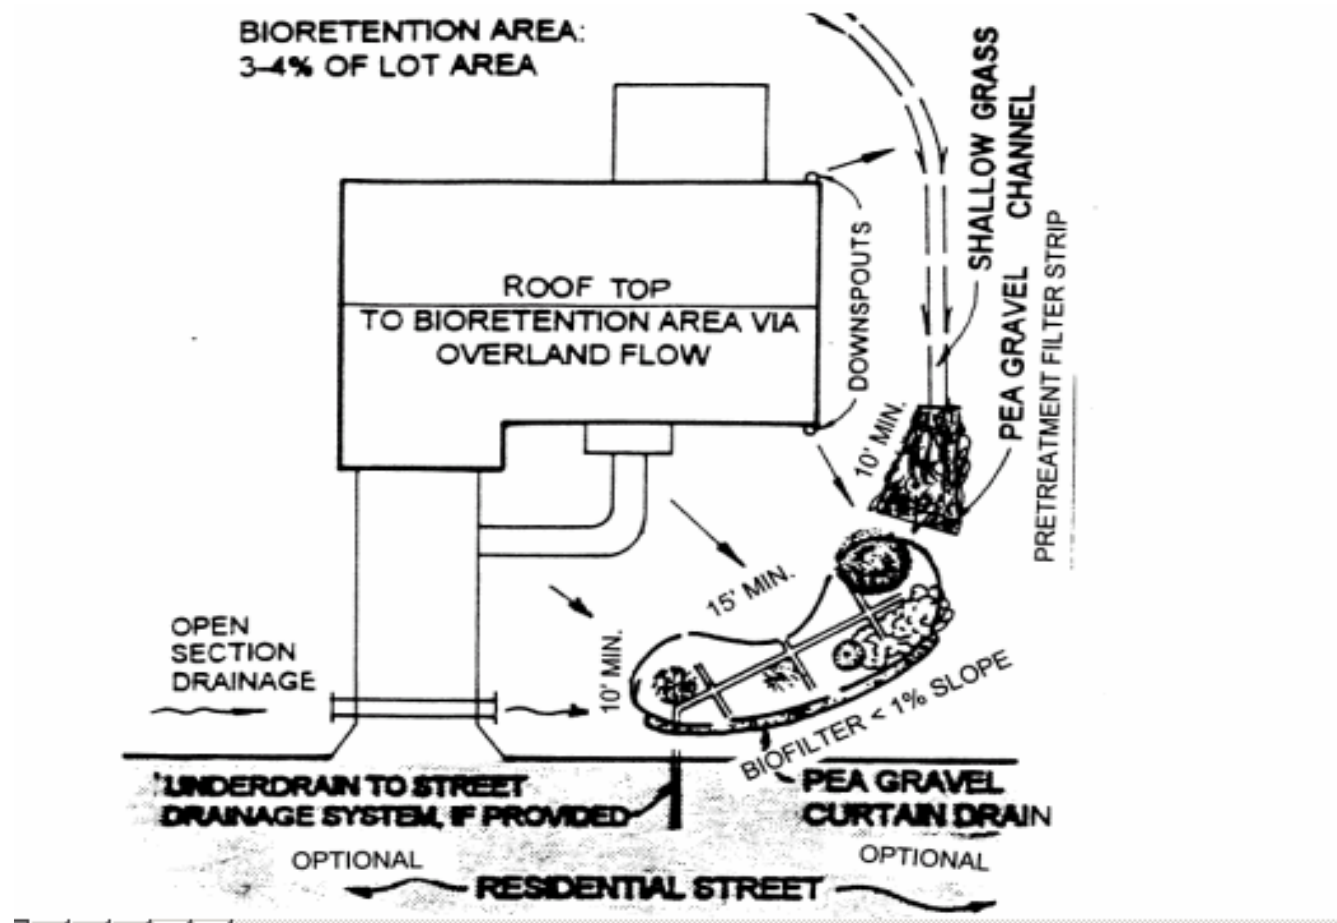 BIORETENTION AREA:
3-4% OF LOT AREA
SHALLOW GRASS
CHANNEL
PEA GRAVEL
PRETREATMENT FILTER STRIP
DOWNSPOUTS
ROOF TOP
TO BIORETENTION AREA VIA
OVERLAND FLOW
10' MIN.
15' MIN.
10' MIN.
OPEN
SECTION
DRAINAGE
BIOFILTER < 1% SLOPE
UNDERDRAIN TO STREET
DRAINAGE SYSTEM, IF PROVIDED
PEA GRAVEL
CURTAIN DRAIN
OPTIONAL
OPTIONAL
RESIDENTIAL STREET